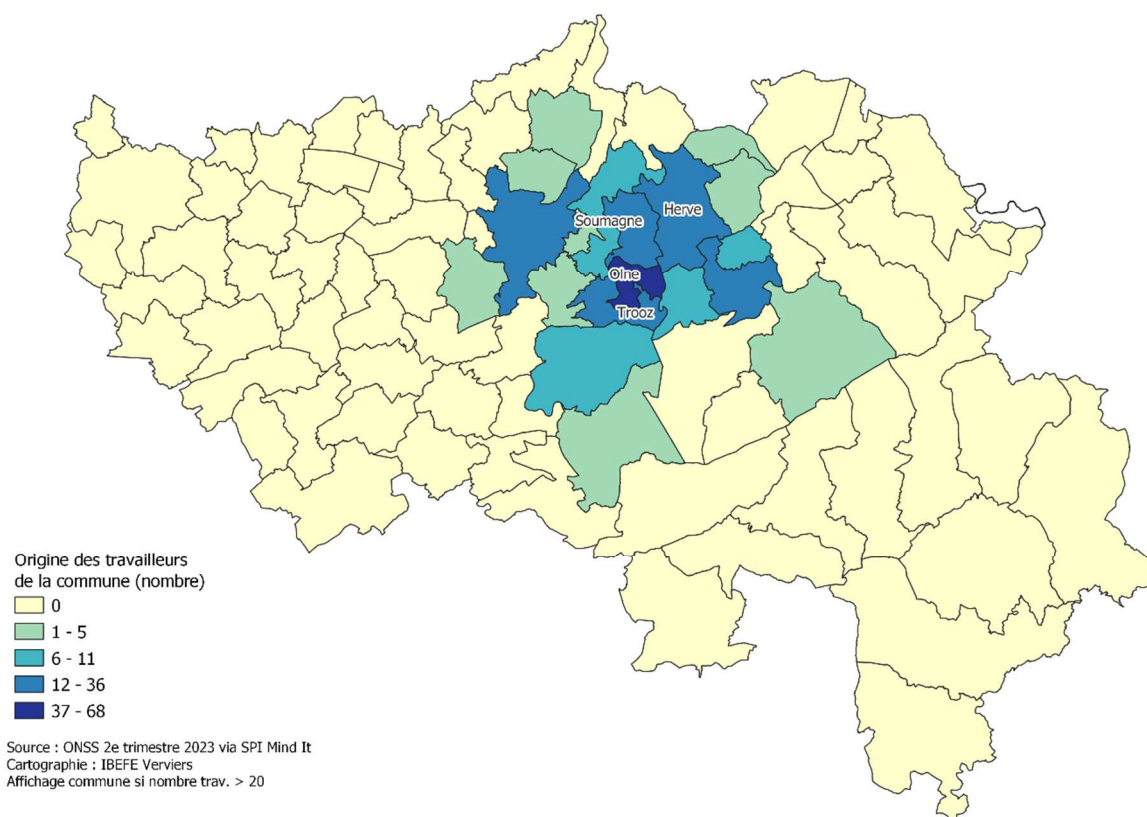 Herve
Soumagne
Olne
Trooz
Origine des travailleurs
de la commune (nombre)
0
1 - 5
6 - 11
12 - 36
37 - 68
Source : ONSS 2e trimestre 2023 via SPI Mind It
Cartographie : IBEFE Verviers
Affichage commune si nombre trav. > 20